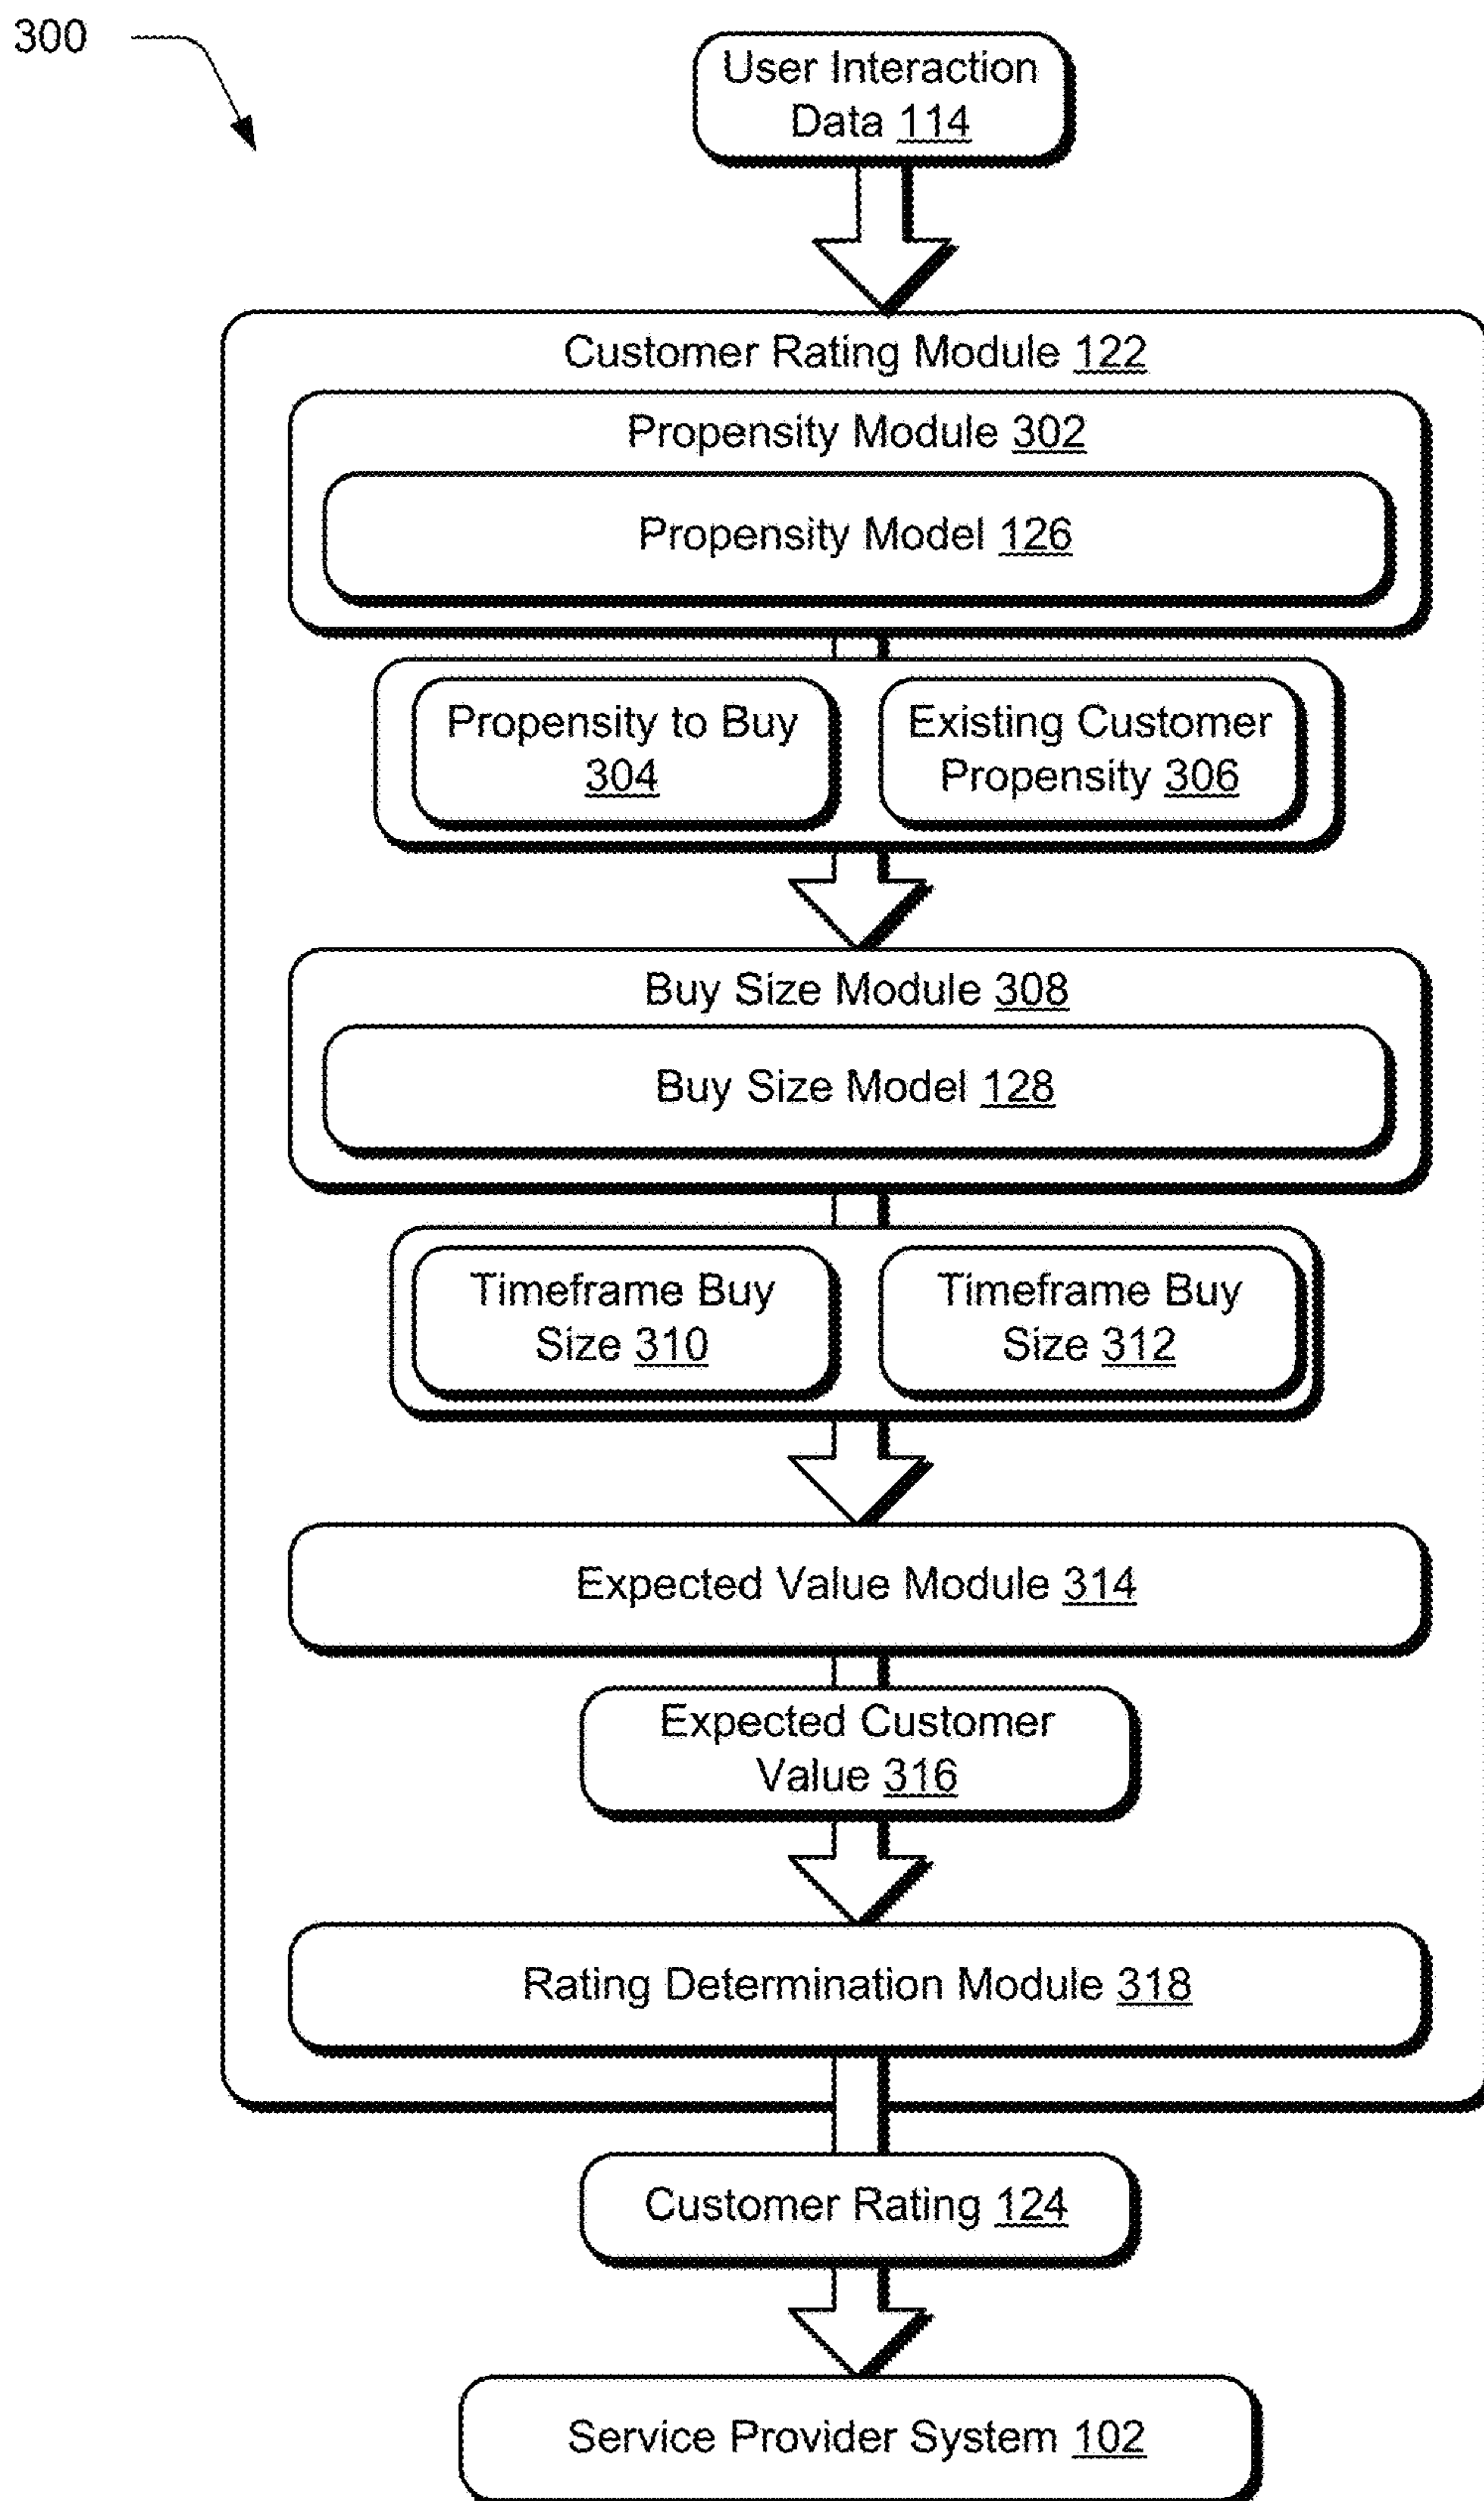 300
User Interaction
Data 114
Customer Rating Module 122
Propensity Module 302
Propensity Model 126
Propensity to Buy
304
Existing Customer
Propensity 306
Buy Size Module 308
Buy Size Model 128
Timeframe Buy
Size 310
Timeframe Buy
Size 312
Expected Value Module 314
Expected Customer
Value 316
Rating Determination Module 318
Customer Rating 124
Service Provider System 102